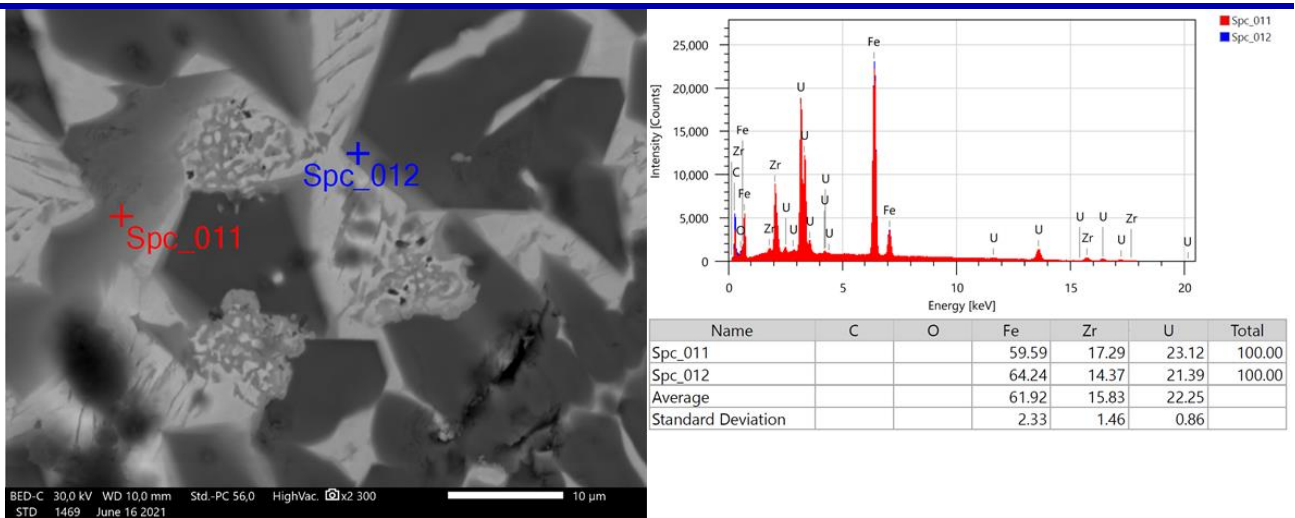 Spc_011
Spc_012
BED-C 30,0 kV WD 10,0 mm Std.-PC 56,0 HighVac. x2 300 10 µm
STD 1469 June 16 2021
Spc_011
Spc_012
Intensity [Counts]
25,000
20,000
15,000
10,000
5,000
0
Fe
U
U
Fe
Zr
Zr
C
Fe
U
U
Fe
O
Zr
U
U
U
U
U
U
U
U
Zr
Zr
U
U
0
5
10
15
20
Energy [keV]
Name C O Fe Zr U Total
Spc_011 59.59 17.29 23.12 100.00
Spc_012 64.24 14.37 21.39 100.00
Average 61.92 15.83 22.25
Standard Deviation 2.33 1.46 0.86